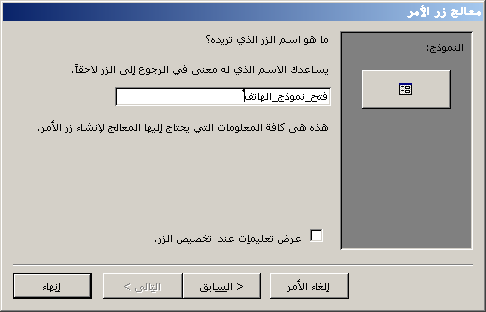 معالج زر الأمر
النموذج:
ما هو اسم الزر الذي تريده؟
يساعدك الاسم الذي له معنى في الرجوع إلى الزر لاحقاً.
فتح_نموذج_الهاتف
هذه هي كافة المعلومات التي يحتاج إليها المعالج لإنشاء زر الأمر.
عرض تعليمات عند تخصيص الزر.
إلغاء الأمر
< السابق
التالي >
إنهاء